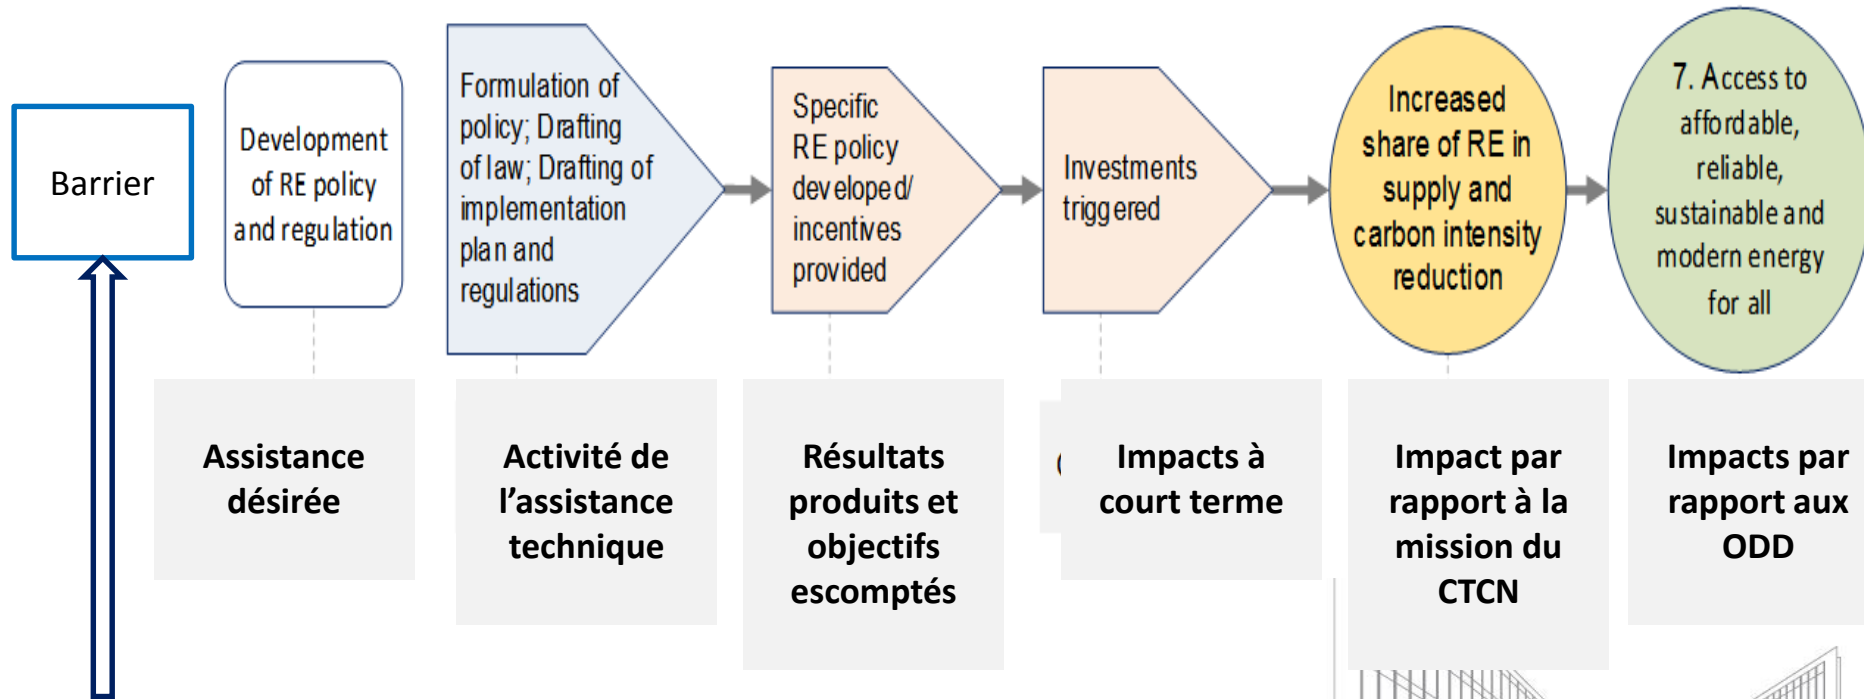 Barrier
Development
of RE policy
and regulation
Formulation of
policy; Drafting
of law; Drafting of
implementation
plan and
regulations
Specific
RE policy
developed/
incentives
provided
Investments
triggered
Increased
share of RE in
supply and
carbon intensity
reduction
7. Access to
affordable,
reliable,
sustainable and
modern energy
for all
Assistance
désirée
Activité de
l’assistance
technique
Résultats
produits et
objectifs
escomptés
Impacts à
court terme
Impact par
rapport à la
mission du
CTCN
Impacts par
rapport aux
ODD